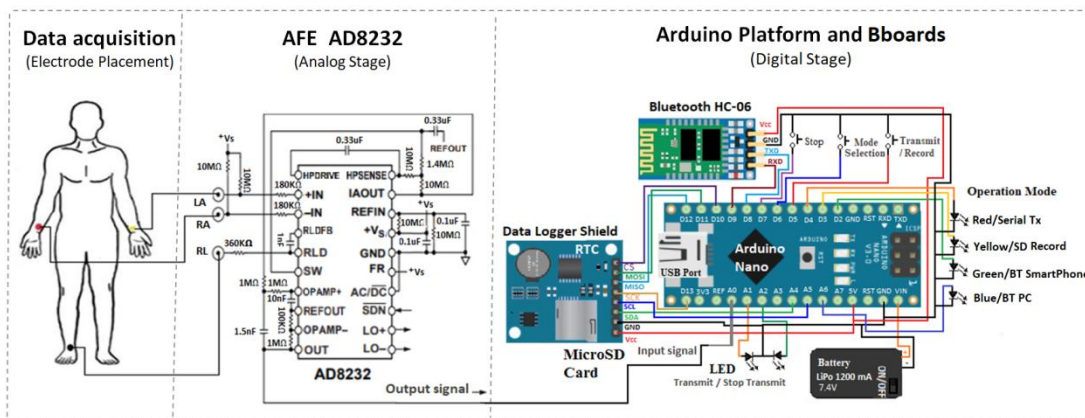 Data acquisition
(Electrode Placement)
AFE AD8232
(Analog Stage)
Arduino Platform and Bboards
(Digital Stage)
+Vs
10MΩ
10MΩ
180KΩ
180KΩ
LA
RA
RL
360KΩ
1nF
0.33uF
0.33uF
REFOUT
10MΩ
1.4MΩ
10MΩ
HPDRIVE
HPSENSE
+IN
IAOUT
-IN
REFIN
RLDFB
+Vs
RLD
GND
SW
FR
OPAMP+
AC/DC
REFOUT
SDN
OPAMP-
LO+
OUT
LO-
10MΩ
0.1uF
0.1uF
10MΩ
+Vs
1MΩ
1MΩ
10nF
100KΩ
1MΩ
1.5nF
AD8232
Output signal
Bluetooth HC-06
Vcc
GND
TXD
RXD
Stop
Mode
Selection
Transmit
/ Record
Operation Mode
Red/Serial Tx
Yellow/SD Record
Green/BT SmartPhone
Blue/BT PC
Data Logger Shield
RTC
CS
MOSI
MISO
SCK
SCL
SDA
GND
Vcc
MicroSD
Card
D12 D11 D10 D9 D8 D7 D6 D5 D4 D3 D2 GND RST RXD TXD
USB Port
Arduino
Nano
ARDUINO
NANO
V3.0
RST
TX
RX
PWR
L
ICSP
D13 3V3 REF A0 A1 A2 A3 A4 A5 A6 A7 5V RST GND VIN
Input signal
LED
Transmit / Stop Transmit
Battery
LiPo 1200 mA
7.4V
ON/OFF
+
-